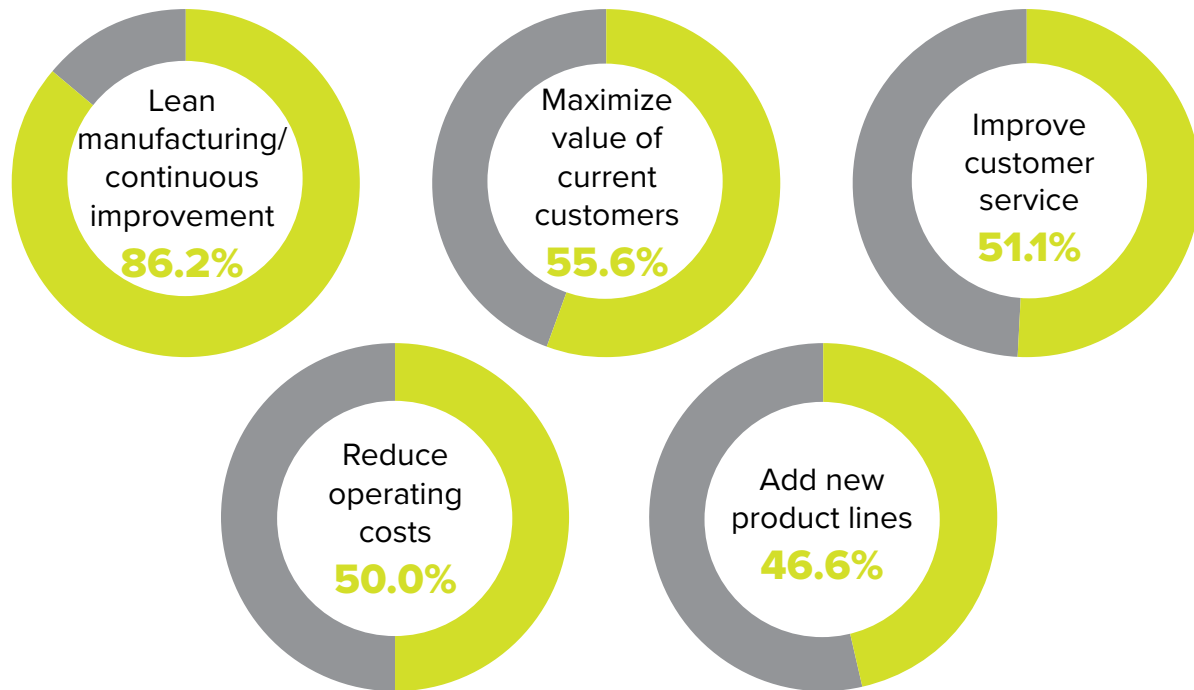 Lean
manufacturing/
continuous
improvement
86.2%
Maximize
value of
current
customers
55.6%
Improve
customer
service
51.1%
Reduce
operating
costs
50.0%
Add new
product lines
46.6%